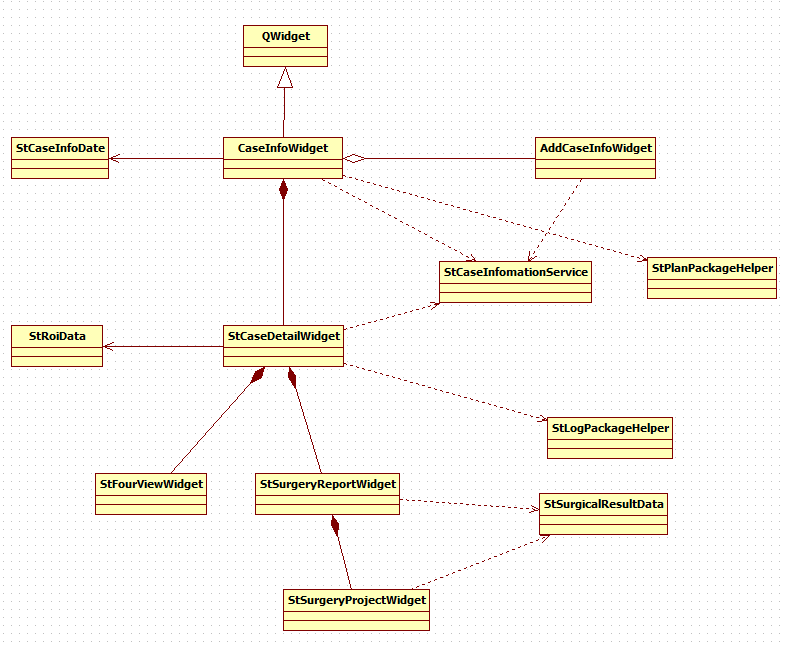 QWidget
StCaseInfoDate
CaseInfoWidget
AddCaseInfoWidget
StCaseInfomationService
StPlanPackageHelper
StRoiData
StCaseDetailWidget
StLogPackageHelper
StFourViewWidget
StSurgeryReportWidget
StSurgicalResultData
StSurgeryProjectWidget